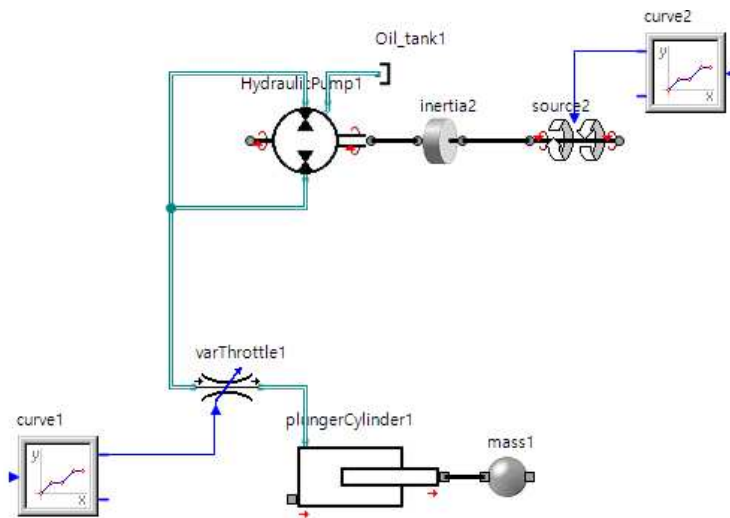 curve2
y
x
Oil_tank1
HydraulicPump1
inertia2
source2
varThrottle1
curve1
y
x
plungerCylinder1
mass1